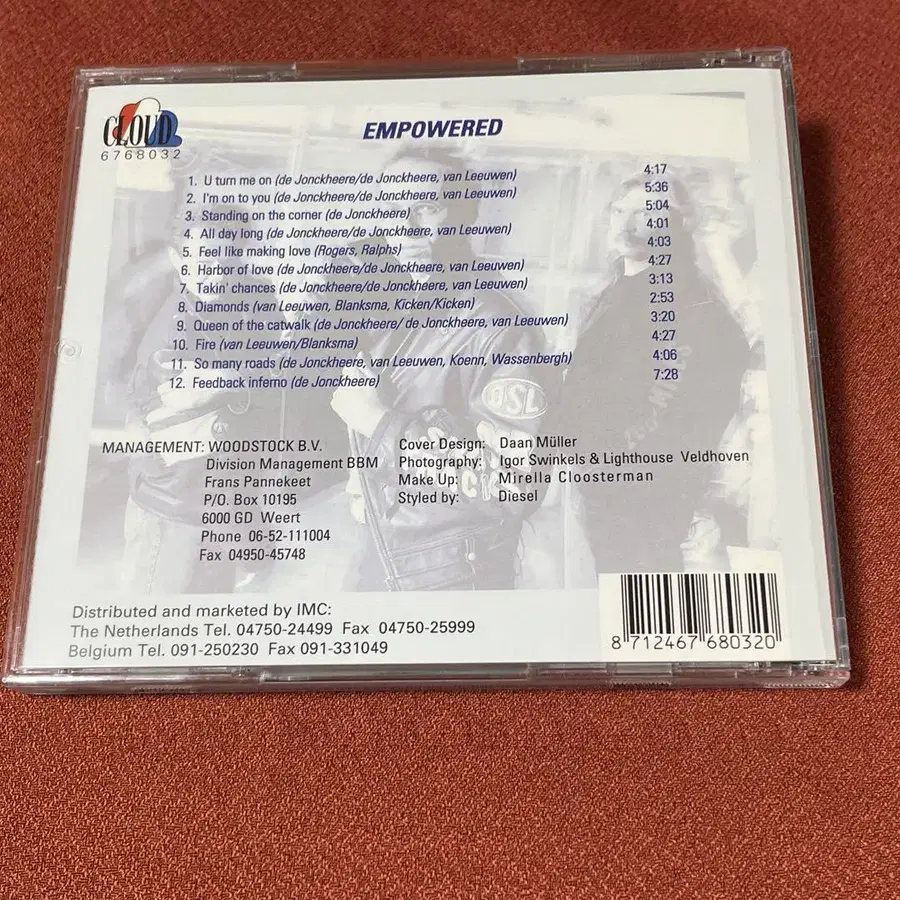 CLOUD
6768032
EMPOWERED
1. U turn me on (de Jonckheere/de Jonckheere, van Leeuwen) 4:17
2. I'm on to you (de Jonckheere/de Jonckheere, van Leeuwen) 5:36
3. Standing on the corner (de Jonckheere) 5:04
4. All day long (de Jonckheere/de Jonckheere, van Leeuwen) 4:01
5. Feel like making love (Rogers, Ralphs) 4:03
6. Harbor of love (de Jonckheere/de Jonckheere, van Leeuwen) 4:27
7. Takin' chances (de Jonckheere/de Jonckheere, van Leeuwen) 3:13
8. Diamonds (van Leeuwen, Blanksma, Kicken/Kicken) 2:53
9. Queen of the catwalk (de Jonckheere/ de Jonckheere, van Leeuwen) 3:20
10. Fire (van Leeuwen/Blanksma) 4:27
11. So many roads (de Jonckheere, van Leeuwen, Koenn, Wassenbergh) 4:06
12. Feedback inferno (de Jonckheere) 7:28
DSL
MANAGEMENT: WOODSTOCK B.V.
Division Management BBM
Frans Pannekeet
P/O. Box 10195
6000 GD Weert
Phone 06-52-111004
Fax 04950-45748
Cover Design: Daan Müller
Photography: Igor Swinkels & Lighthouse Veldhoven
Make Up: Mirella Cloosterman
Styled by: Diesel
Distributed and marketed by IMC:
The Netherlands Tel. 04750-24499 Fax 04750-25999
Belgium Tel. 091-250230 Fax 091-331049
8 712467 680320